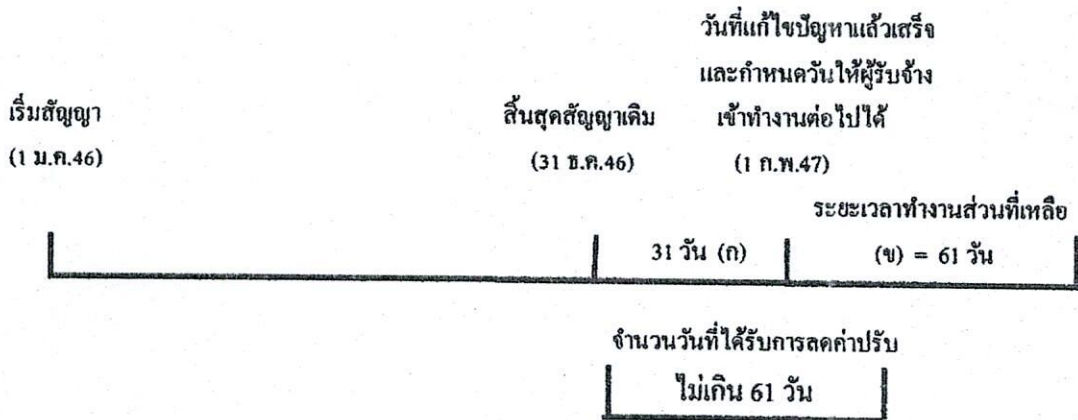 วันที่แก้ไขปัญหาแล้วเสร็จ
และกำหนดวันให้ผู้รับจ้าง
เริ่มสัญญา สิ้นสุดสัญญาเดิม เข้าทำงานต่อไปได้
(1 ม.ค.46) (31 ธ.ค.46) (1 ก.พ.47)
ระยะเวลาทำงานส่วนที่เหลือ
31 วัน (ก) (ข) = 61 วัน
จำนวนวันที่ได้รับการลดค่าปรับ
ไม่เกิน 61 วัน